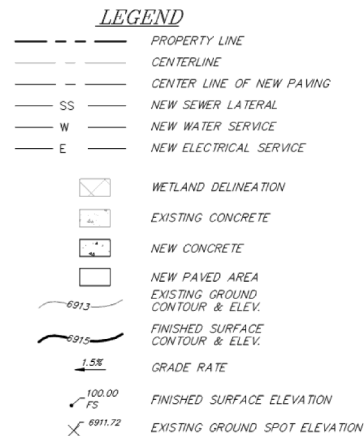 LEGEND
PROPERTY LINE
CENTERLINE
CENTER LINE OF NEW PAVING
SS NEW SEWER LATERAL
W NEW WATER SERVICE
E NEW ELECTRICAL SERVICE
WETLAND DELINEATION
EXISTING CONCRETE
NEW CONCRETE
NEW PAVED AREA
EXISTING GROUND
6913 CONTOUR & ELEV.
FINISHED SURFACE
6915 CONTOUR & ELEV.
1.5% GRADE RATE
100.00
FS FINISHED SURFACE ELEVATION
6911.72 EXISTING GROUND SPOT ELEVATION